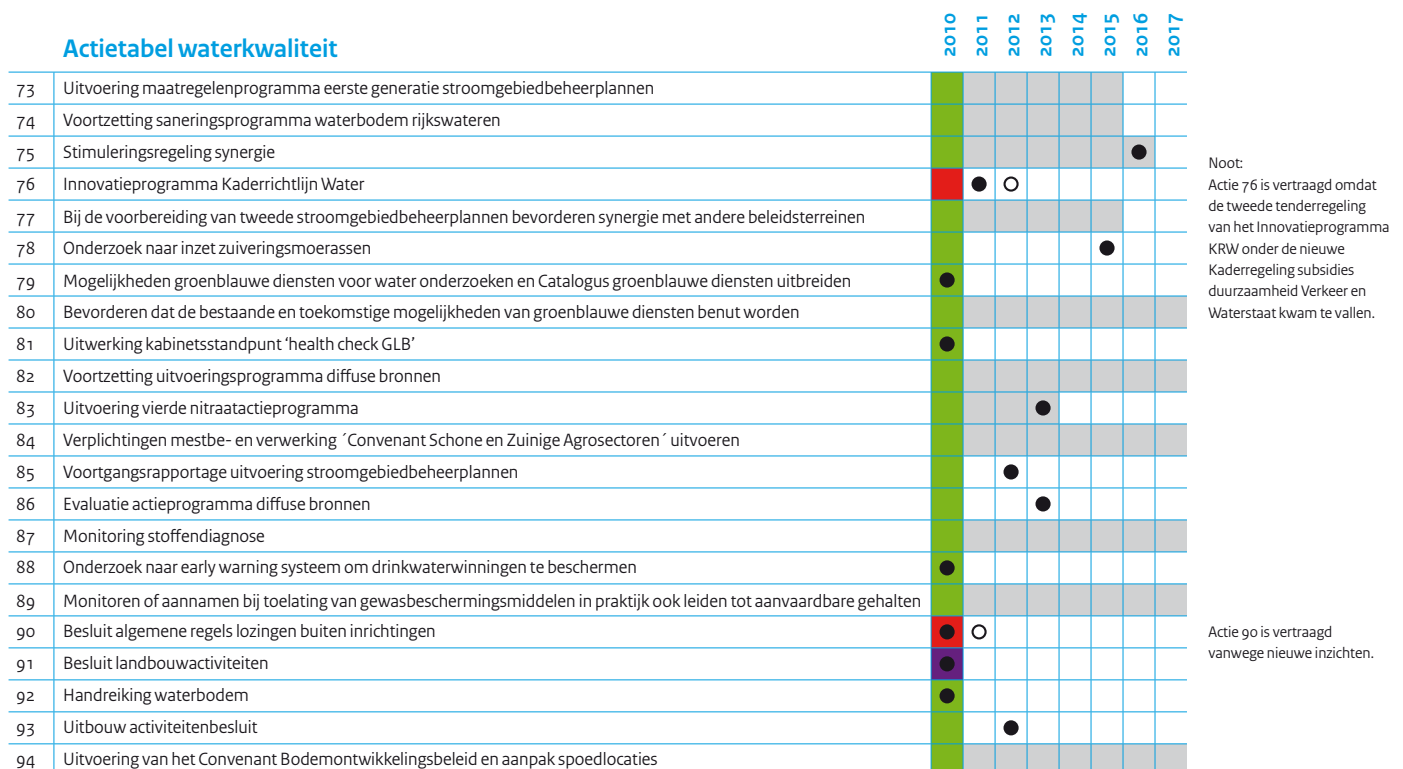 Actietabel waterkwaliteit
2010 2011 2012 2013 2014 2015 2016 2017
73 Uitvoering maatregelenprogramma eerste generatie stroomgebiedbeheerplannen
74 Voortzetting saneringsprogramma waterbodem rijkswateren
75 Stimuleringsregeling synergie
76 Innovatieprogramma Kaderrichtlijn Water
77 Bij de voorbereiding van tweede stroomgebiedbeheerplannen bevorderen synergie met andere beleidsterreinen
78 Onderzoek naar inzet zuiveringsmoerassen
79 Mogelijkheden groenblauwe diensten voor water onderzoeken en Catalogus groenblauwe diensten uitbreiden
80 Bevorderen dat de bestaande en toekomstige mogelijkheden van groenblauwe diensten benut worden
81 Uitwerking kabinetsstandpunt ‘health check GLB’
82 Voortzetting uitvoeringsprogramma diffuse bronnen
83 Uitvoering vierde nitraatactieprogramma
84 Verplichtingen mestbe- en verwerking ´Convenant Schone en Zuinige Agrosectoren´ uitvoeren
85 Voortgangsrapportage uitvoering stroomgebiedbeheerplannen
86 Evaluatie actieprogramma diffuse bronnen
87 Monitoring stoffendiagnose
88 Onderzoek naar early warning systeem om drinkwaterwinningen te beschermen
89 Monitoren of aannamen bij toelating van gewasbeschermingsmiddelen in praktijk ook leiden tot aanvaardbare gehalten
90 Besluit algemene regels lozingen buiten inrichtingen
91 Besluit landbouwactiviteiten
92 Handreiking waterbodem
93 Uitbouw activiteitenbesluit
94 Uitvoering van het Convenant Bodemontwikkelingsbeleid en aanpak spoedlocaties
Noot:
Actie 76 is vertraagd omdat
de tweede tenderregeling
van het Innovatieprogramma
KRW onder de nieuwe
Kaderregeling subsidies
duurzaamheid Verkeer en
Waterstaat kwam te vallen.
Actie 90 is vertraagd
vanwege nieuwe inzichten.